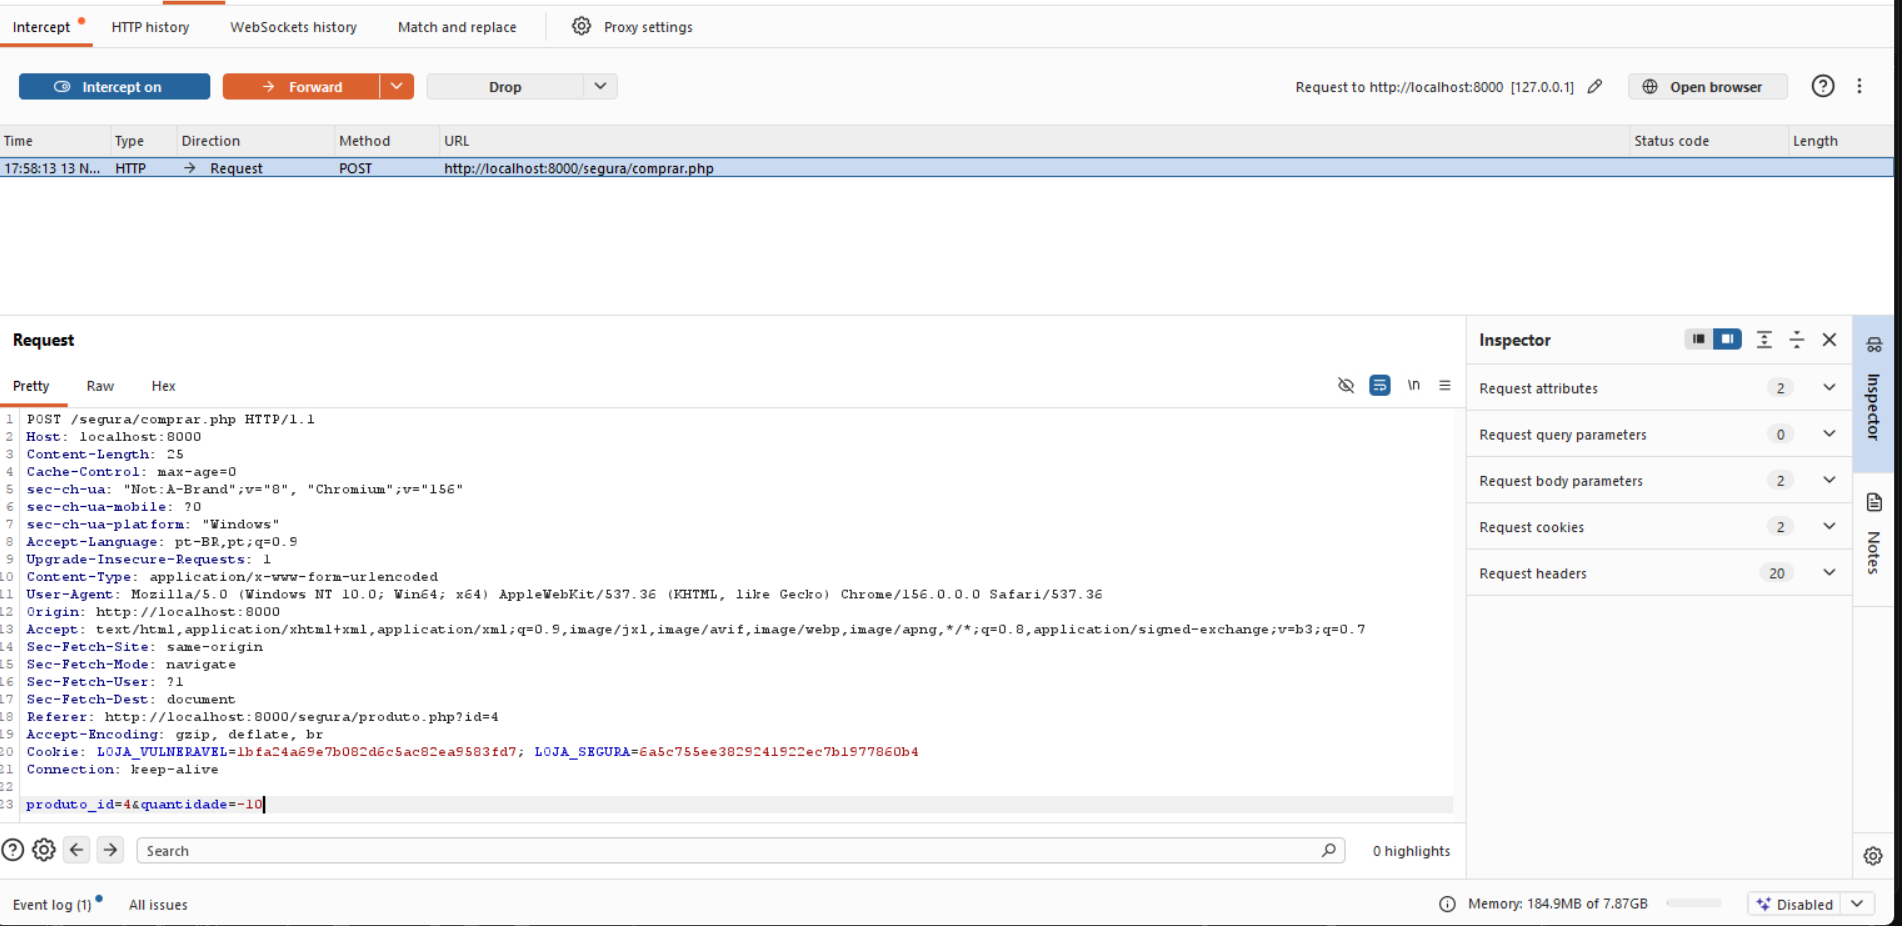 Intercept HTTP history WebSockets history Match and replace Proxy settings
Intercept on Forward Drop Request to http://localhost:8000 [127.0.0.1] Open browser
Time Type Direction Method URL Status code Length
17:58:13 13 N... HTTP → Request POST http://localhost:8000/segura/comprar.php
Request
Inspector
Pretty Raw Hex \n
Request attributes 2
Request query parameters 0
Request body parameters 2
Request cookies 2
Request headers 20
Inspector
Notes
1 POST /segura/comprar.php HTTP/1.1
2 Host: localhost:8000
3 Content-Length: 25
4 Cache-Control: max-age=0
5 sec-ch-ua: "Not:A-Brand";v="8", "Chromium";v="156"
6 sec-ch-ua-mobile: ?0
7 sec-ch-ua-platform: "Windows"
8 Accept-Language: pt-BR,pt;q=0.9
9 Upgrade-Insecure-Requests: 1
10 Content-Type: application/x-www-form-urlencoded
11 User-Agent: Mozilla/5.0 (Windows NT 10.0; Win64; x64) AppleWebKit/537.36 (KHTML, like Gecko) Chrome/156.0.0.0 Safari/537.36
12 Origin: http://localhost:8000
13 Accept: text/html,application/xhtml+xml,application/xml;q=0.9,image/jxl,image/avif,image/webp,image/apng,*/*;q=0.8,application/signed-exchange;v=b3;q=0.7
14 Sec-Fetch-Site: same-origin
15 Sec-Fetch-Mode: navigate
16 Sec-Fetch-User: ?1
17 Sec-Fetch-Dest: document
18 Referer: http://localhost:8000/segura/produto.php?id=4
19 Accept-Encoding: gzip, deflate, br
20 Cookie: LOJA_VULNERAVEL=1bfa24a69e7b082d6c5ac82ea9583fd7; LOJA_SEGURA=6a5c755ee3829241922ec7b1977860b4
21 Connection: keep-alive
22
23 produto_id=4&quantidade=-10
Search 0 highlights
Event log (1) All issues Memory: 184.9MB of 7.87GB Disabled